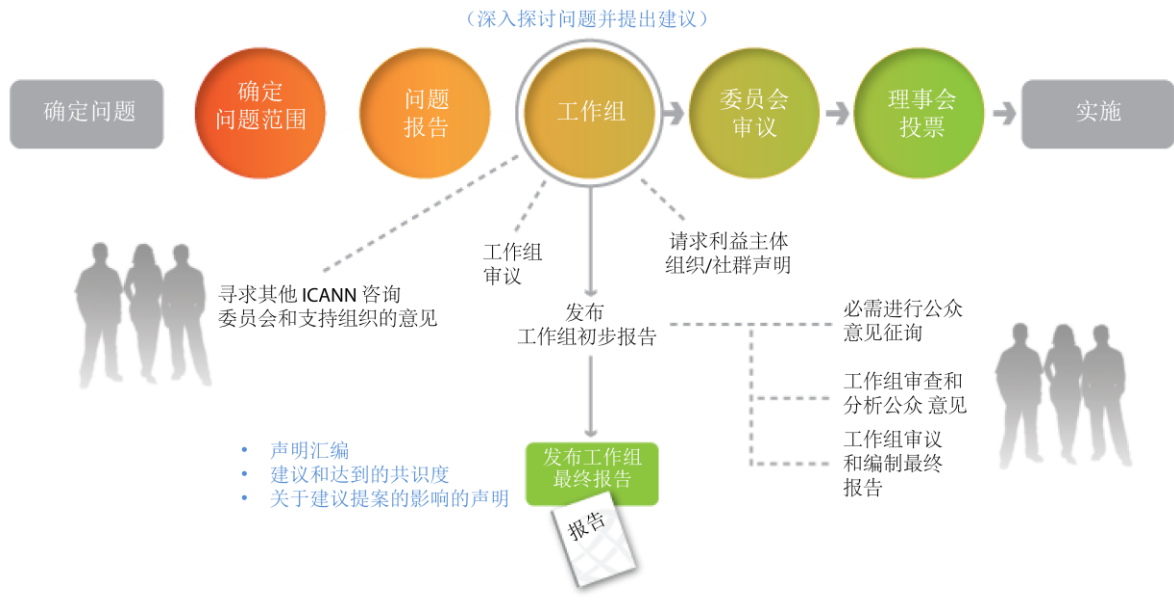 （深入探讨问题并提出建议）
确定问题
确定
问题范围
问题
报告
工作组
委员会
审议
理事会
投票
实施
工作组
审议
请求利益主体
组织/社群声明
寻求其他 ICANN 咨询
委员会和支持组织的意见
发布
工作组初步报告
必需进行公众
意见征询
工作组审查和
分析公众 意见
工作组审议
和编制最终
报告
• 声明汇编
• 建议和达到的共识度
• 关于建议提案的影响的声明
发布工作组
最终报告
报告